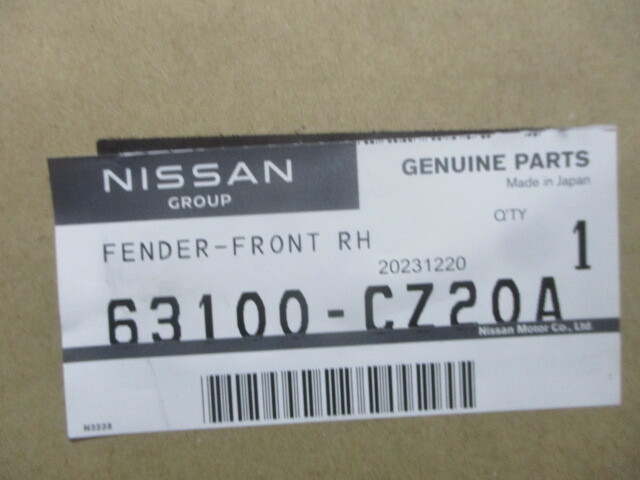 NISSAN
GROUP
GENUINE PARTS
Made in Japan
Q'TY
1
FENDER-FRONT RH
20231220
63100-CZ20A
Nissan Motor Co., Ltd.